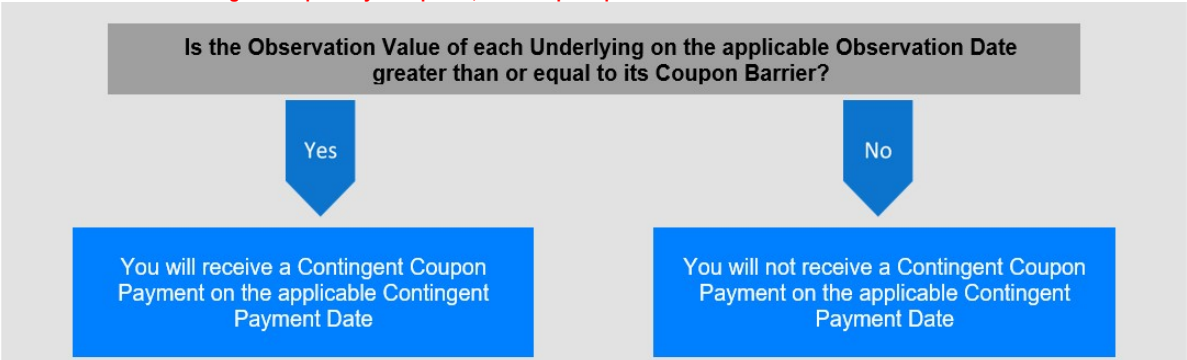 Is the Observation Value of each Underlying on the applicable Observation Date
greater than or equal to its Coupon Barrier?
Yes
No
You will receive a Contingent Coupon
Payment on the applicable Contingent
Payment Date
You will not receive a Contingent Coupon
Payment on the applicable Contingent
Payment Date